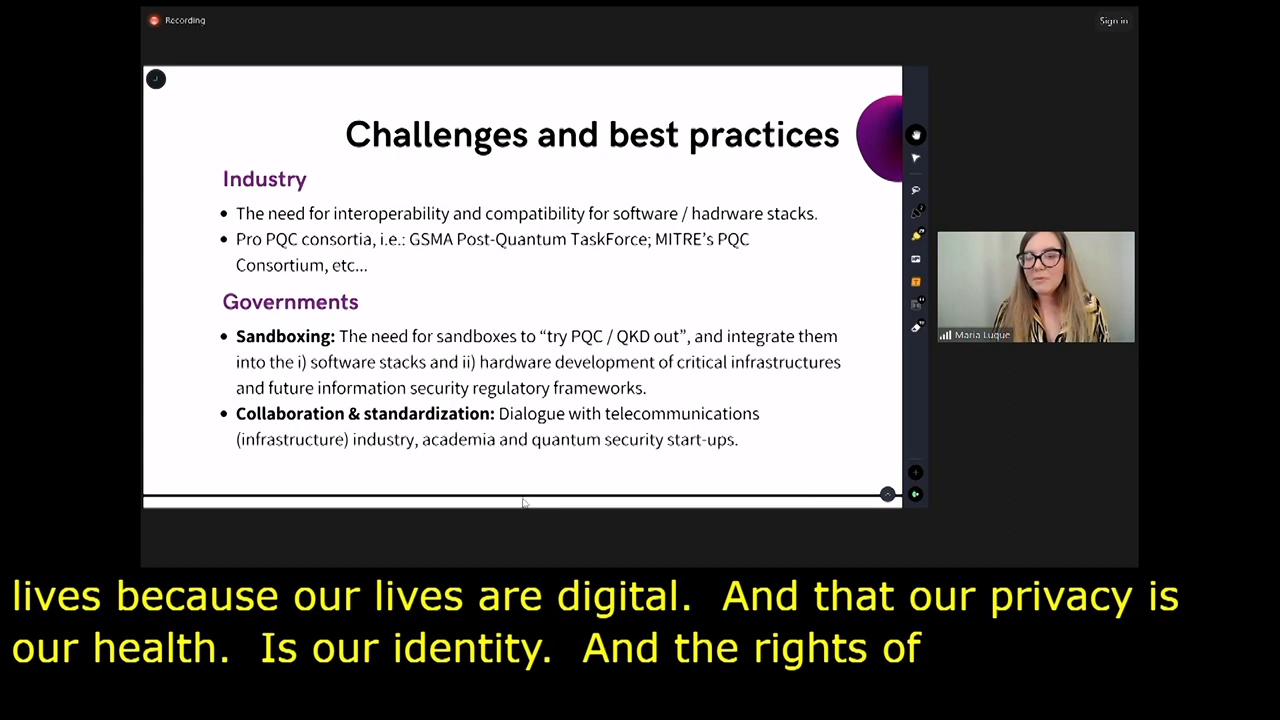 Recording
Sign in
Challenges and best practices
Industry
• The need for interoperability and compatibility for software / hadrware stacks.
• Pro PQC consortia, i.e.: GSMA Post-Quantum TaskForce; MITRE’s PQC
Consortium, etc...
Governments
• Sandboxing: The need for sandboxes to “try PQC / QKD out”, and integrate them
into the i) software stacks and ii) hardware development of critical infrastructures
and future information security regulatory frameworks.
• Collaboration & standardization: Dialogue with telecommunications
(infrastructure) industry, academia and quantum security start-ups.
Maria Luque
lives because our lives are digital.  And that our privacy is
our health.  Is our identity.  And the rights of